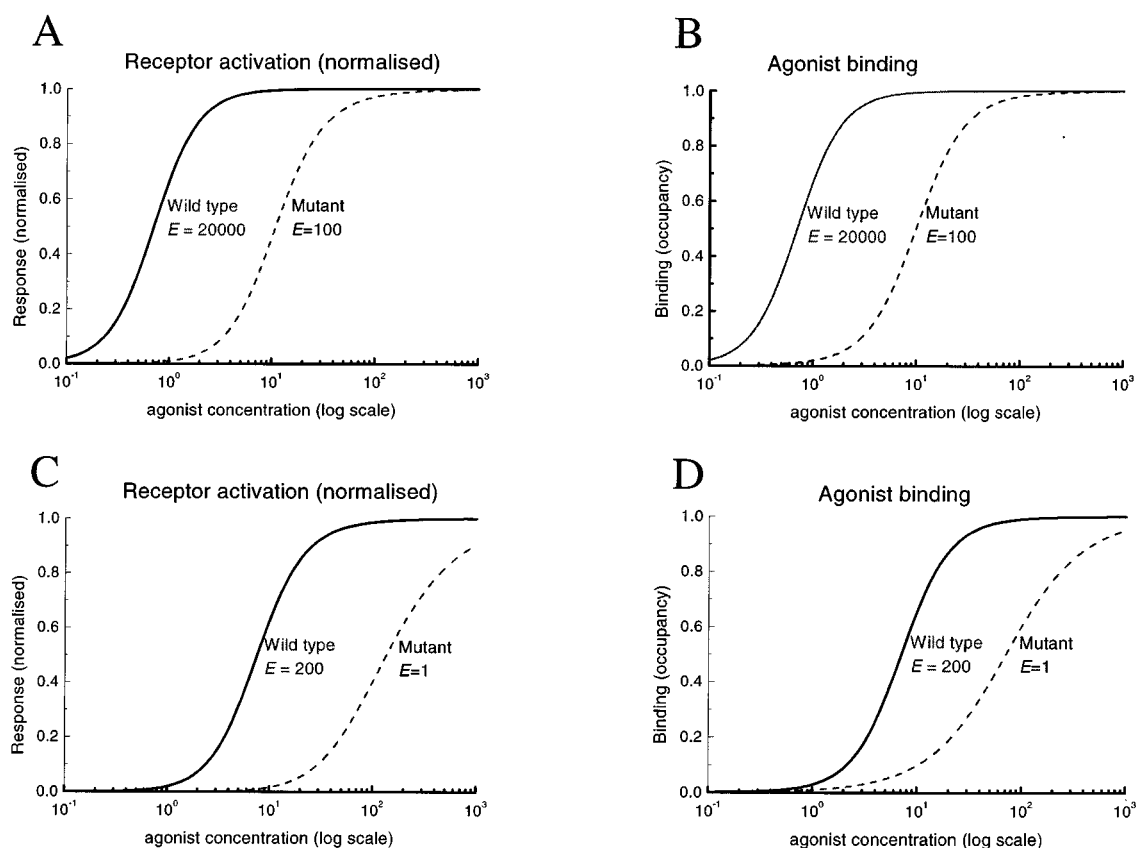 A
Receptor activation (normalised)
Response (normalised)
1.0
0.8
0.6
0.4
0.2
0.0
Wild type
E = 20000
Mutant
E=100
10-1
100
101
102
103
agonist concentration (log scale)
B
Agonist binding
Binding (occupancy)
1.0
0.8
0.6
0.4
0.2
0.0
Wild type
E = 20000
Mutant
E=100
10-1
100
101
102
103
agonist concentration (log scale)
C
Receptor activation (normalised)
Response (normalised)
1.0
0.8
0.6
0.4
0.2
0.0
Wild type
E = 200
Mutant
E=1
10-1
100
101
102
103
agonist concentration (log scale)
D
Agonist binding
Binding (occupancy)
1.0
0.8
0.6
0.4
0.2
0.0
Wild type
E = 200
Mutant
E=1
10-1
100
101
102
103
agonist concentration (log scale)